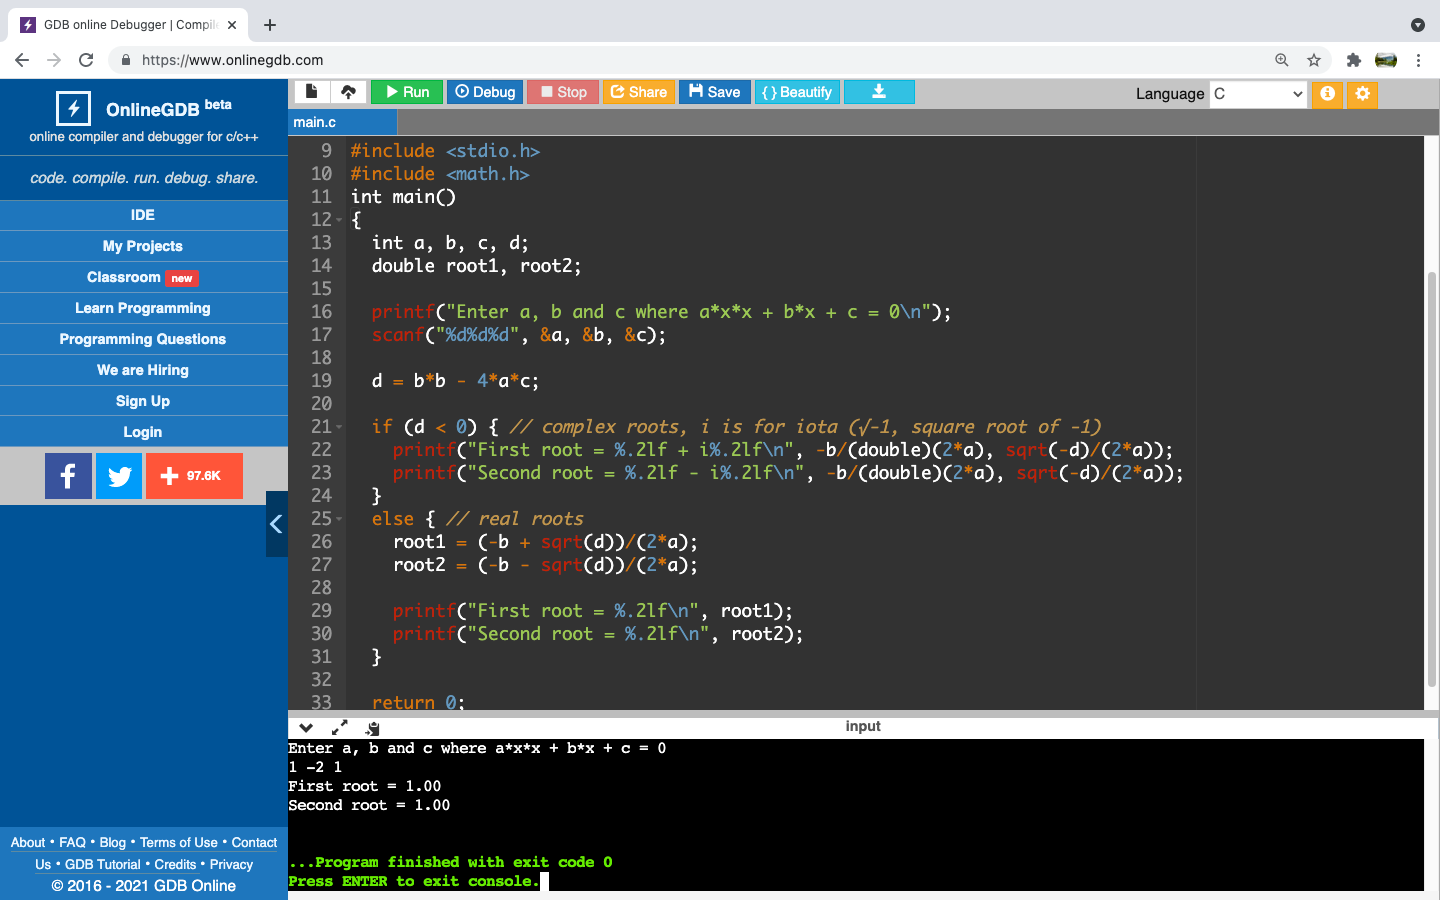 GDB online Debugger | Compil
https://www.onlinegdb.com
OnlineGDB beta
online compiler and debugger for c/c++
code. compile. run. debug. share.
IDE
My Projects
Classroom new
Learn Programming
Programming Questions
We are Hiring
Sign Up
Login
97.6K
About • FAQ • Blog • Terms of Use • Contact
Us • GDB Tutorial • Credits • Privacy
© 2016 - 2021 GDB Online
Run Debug Stop Share Save { } Beautify
Language C
main.c
9 #include <stdio.h>
10 #include <math.h>
11 int main()
12 {
13   int a, b, c, d;
14   double root1, root2;
15
16   printf("Enter a, b and c where a*x*x + b*x + c = 0\n");
17   scanf("%d%d%d", &a, &b, &c);
18
19   d = b*b - 4*a*c;
20
21   if (d < 0) { // complex roots, i is for iota (√-1, square root of -1)
22     printf("First root = %.2lf + i%.2lf\n", -b/(double)(2*a), sqrt(-d)/(2*a));
23     printf("Second root = %.2lf - i%.2lf\n", -b/(double)(2*a), sqrt(-d)/(2*a));
24   }
25   else { // real roots
26     root1 = (-b + sqrt(d))/(2*a);
27     root2 = (-b - sqrt(d))/(2*a);
28
29     printf("First root = %.2lf\n", root1);
30     printf("Second root = %.2lf\n", root2);
31   }
32
33   return 0;
input
Enter a, b and c where a*x*x + b*x + c = 0
1 -2 1
First root = 1.00
Second root = 1.00
...Program finished with exit code 0
Press ENTER to exit console.